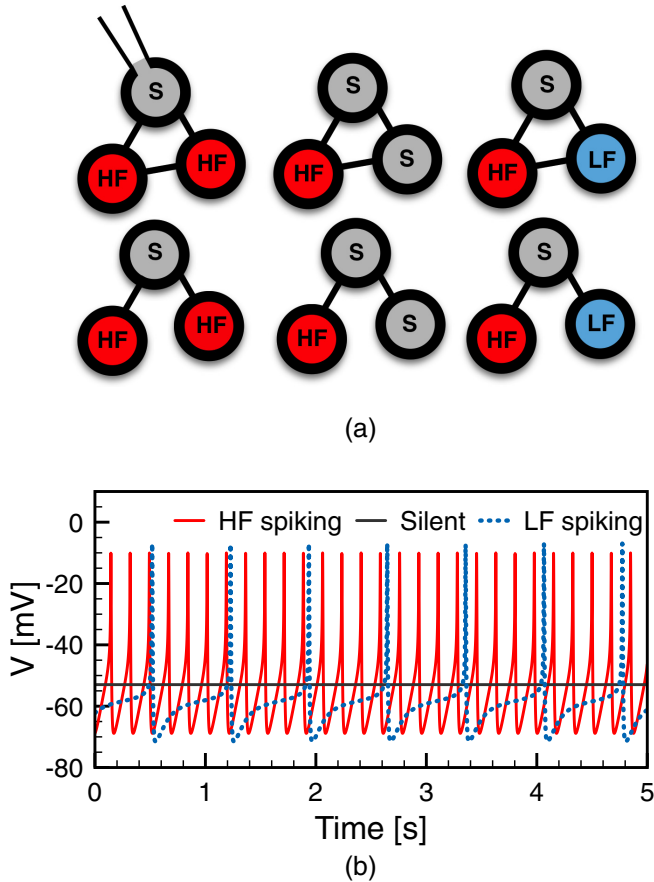 S S S
HF HF HF S HF LF
S S S
HF HF HF S HF LF
(a)
HF spiking Silent LF spiking
V [mV]
0
-20
-40
-60
-80
0 1 2 3 4 5
Time [s]
(b)